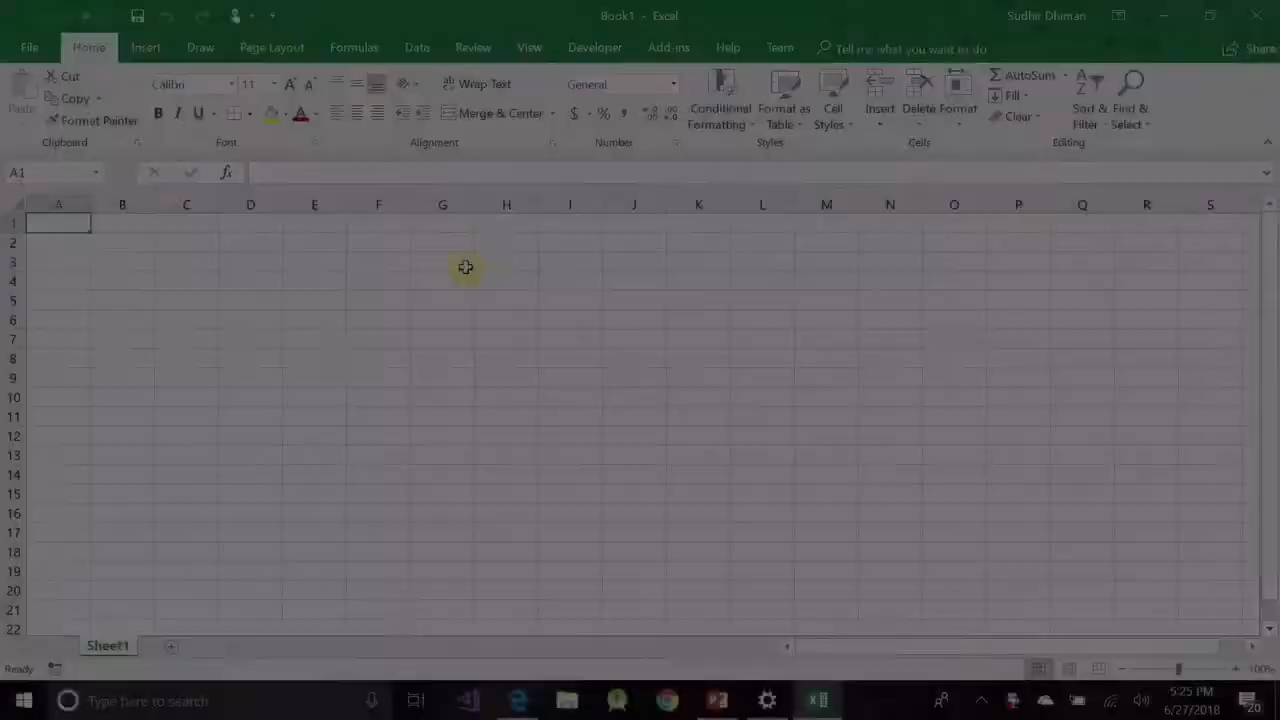 Book1 - Excel
Sudhir Dhiman
File Home Insert Draw Page Layout Formulas Data Review View Developer Add-ins Help Team Tell me what you want to do Share
Paste
Cut
Copy
Format Painter
Clipboard
Calibri 11
B I U
Font
Wrap Text
Merge & Center
Alignment
General
$ % ,
Number
Conditional Formatting
Format as Table
Cell Styles
Styles
Insert Delete Format
Cells
AutoSum
Fill
Clear
Sort & Filter
Find & Select
Editing
A1 fx
A B C D E F G H I J K L M N O P Q R S
1
2
3
4
5
6
7
8
9
10
11
12
13
14
15
16
17
18
19
20
21
22
Sheet1
Ready
100%
Type here to search
5:25 PM
6/27/2018
20